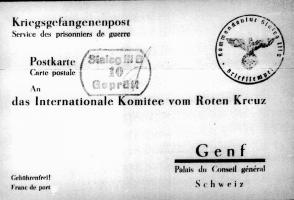 Kriegsgefangenenpost
Service des prisonniers de guerre
Postkarte
Carte postale
Stalag III B
10
Geprüft
An
das Internationale Komitee vom Roten Kreuz
Genf
Palais du Conseil général
Schweiz
Gebührenfrei!
Franc de port